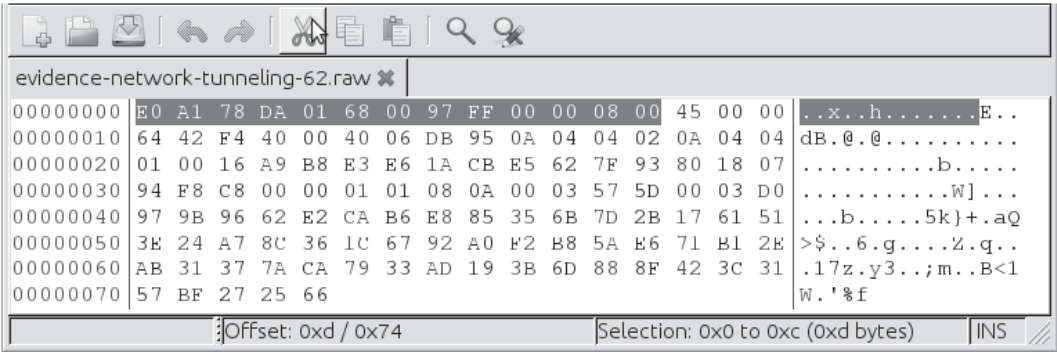 evidence-network-tunneling-62.raw
00000000 E0 A1 78 DA 01 68 00 97 FF 00 00 08 00 45 00 00 ..x..h.......E..
00000010 64 42 F4 40 00 40 06 DB 95 0A 04 04 02 0A 04 04 dB.@.@..........
00000020 01 00 16 A9 B8 E3 E6 1A CB E5 62 7F 93 80 18 07 ..........b.....
00000030 94 F8 C8 00 00 01 01 08 0A 00 03 57 5D 00 03 D0 ...........W]...
00000040 97 9B 96 62 E2 CA B6 E8 85 35 6B 7D 2B 17 61 51 ...b.....5k}+.aQ
00000050 3E 24 A7 8C 36 1C 67 92 A0 F2 B8 5A E6 71 B1 2E >$..6.g....Z.q..
00000060 AB 31 37 7A CA 79 33 AD 19 3B 6D 88 8F 42 3C 31 .17z.y3..;m..B<1
00000070 57 BF 27 25 66 W.'%f
Offset: 0xd / 0x74 Selection: 0x0 to 0xc (0xd bytes) INS